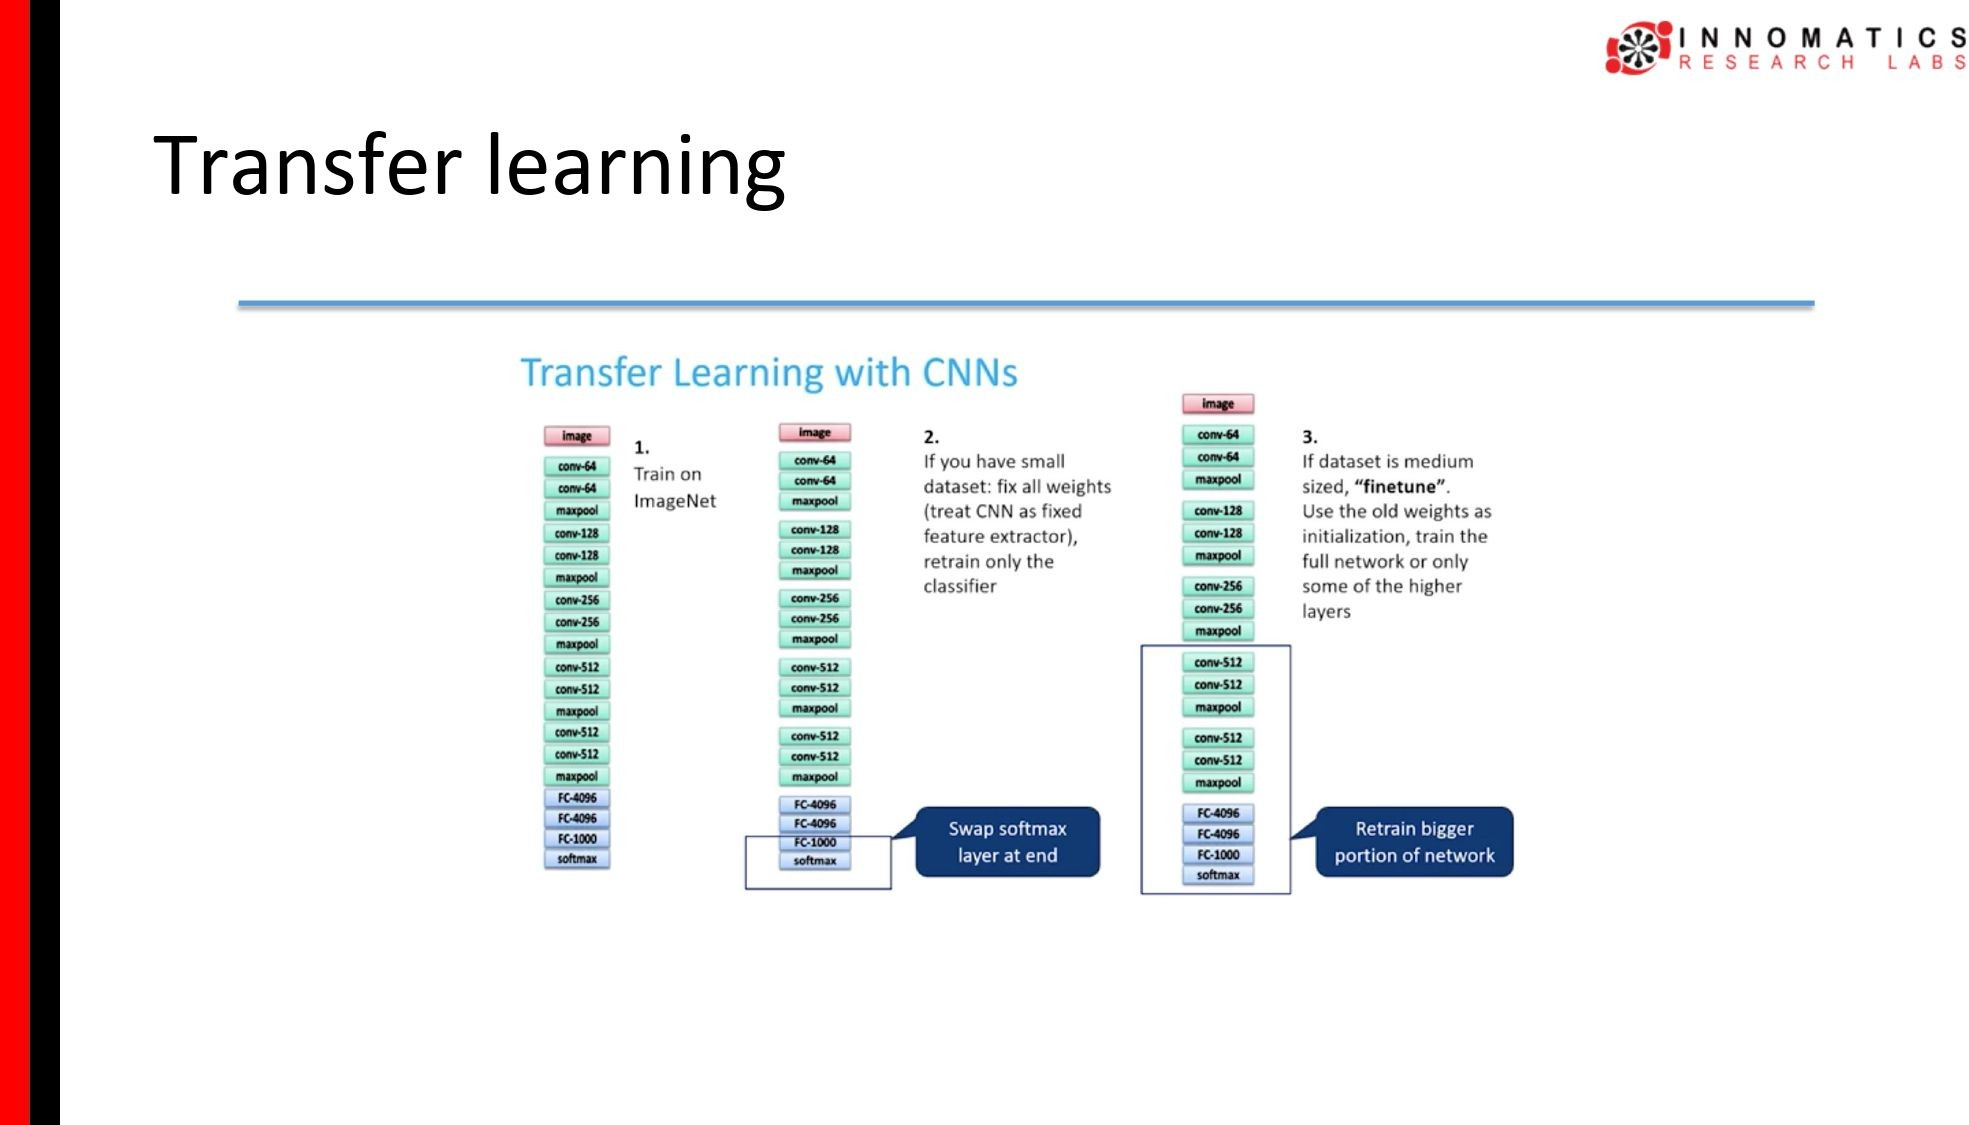 INNOMATICS
RESEARCH LABS
Transfer learning
Transfer Learning with CNNs
image
conv-64
conv-64
maxpool
conv-128
conv-128
maxpool
conv-256
conv-256
maxpool
conv-512
conv-512
maxpool
conv-512
conv-512
maxpool
FC-4096
FC-4096
FC-1000
softmax
1.
Train on
ImageNet
image
conv-64
conv-64
maxpool
conv-128
conv-128
maxpool
conv-256
conv-256
maxpool
conv-512
conv-512
maxpool
conv-512
conv-512
maxpool
FC-4096
FC-4096
FC-1000
softmax
2.
If you have small
dataset: fix all weights
(treat CNN as fixed
feature extractor),
retrain only the
classifier
Swap softmax
layer at end
image
conv-64
conv-64
maxpool
conv-128
conv-128
maxpool
conv-256
conv-256
maxpool
conv-512
conv-512
maxpool
conv-512
conv-512
maxpool
FC-4096
FC-4096
FC-1000
softmax
3.
If dataset is medium
sized, “finetune”.
Use the old weights as
initialization, train the
full network or only
some of the higher
layers
Retrain bigger
portion of network